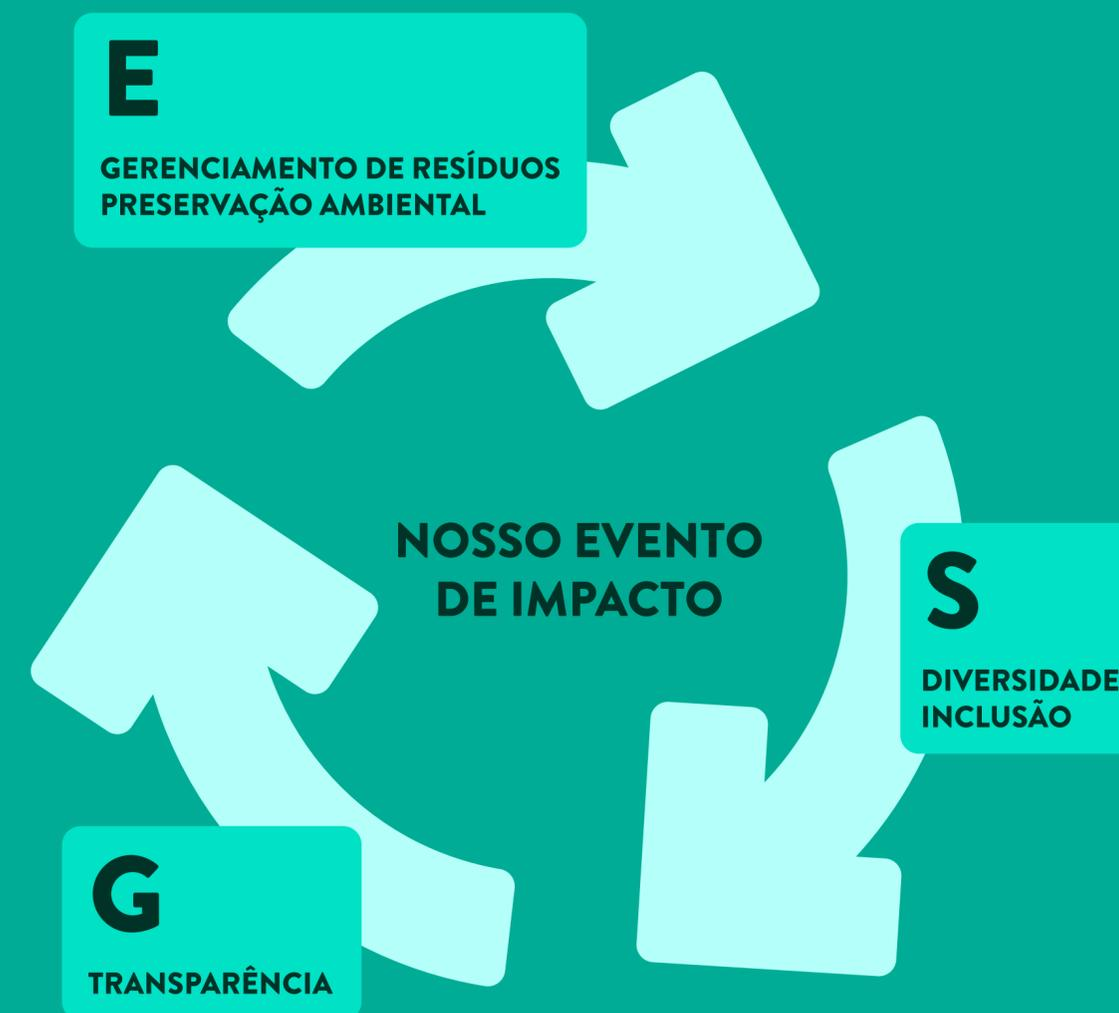 E
GERENCIAMENTO DE RESÍDUOS
PRESERVAÇÃO AMBIENTAL
NOSSO EVENTO
DE IMPACTO
S
DIVERSIDADE
INCLUSÃO
G
TRANSPARÊNCIA